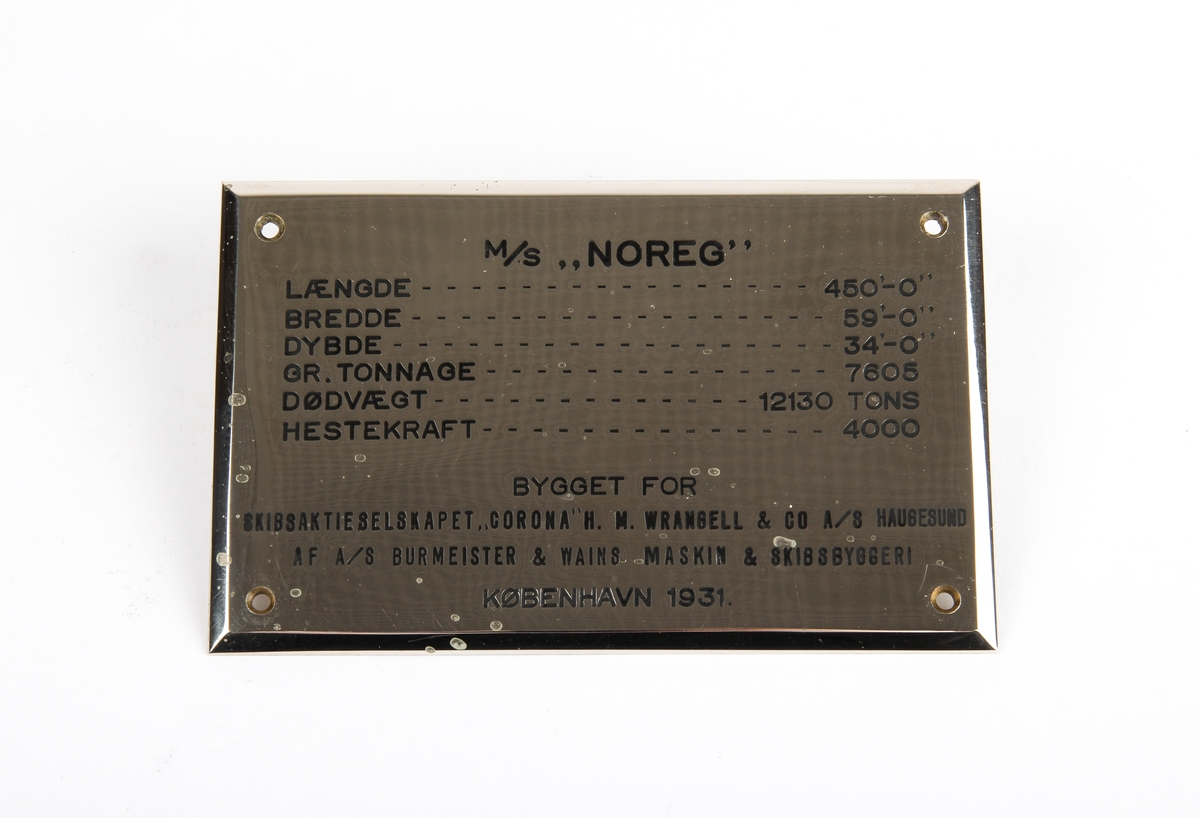 M/S „NOREG”
LÆNGDE - - - - - - - - - - - - - - - - 450'-0"
BREDDE - - - - - - - - - - - - - - - - - 59'-0"
DYBDE - - - - - - - - - - - - - - - - - - 34'-0"
GR. TONNAGE - - - - - - - - - - - - - - 7605
DØDVÆGT - - - - - - - - - - - - - 12130 TONS
HESTEKRAFT - - - - - - - - - - - - - - 4000
BYGGET FOR
SKIBSAKTIESELSKAPET „CORONA” H. M. WRANGELL & CO A/S HAUGESUND
AF A/S BURMEISTER & WAINS MASKIN & SKIBSBYGGERI
KØBENHAVN 1931.